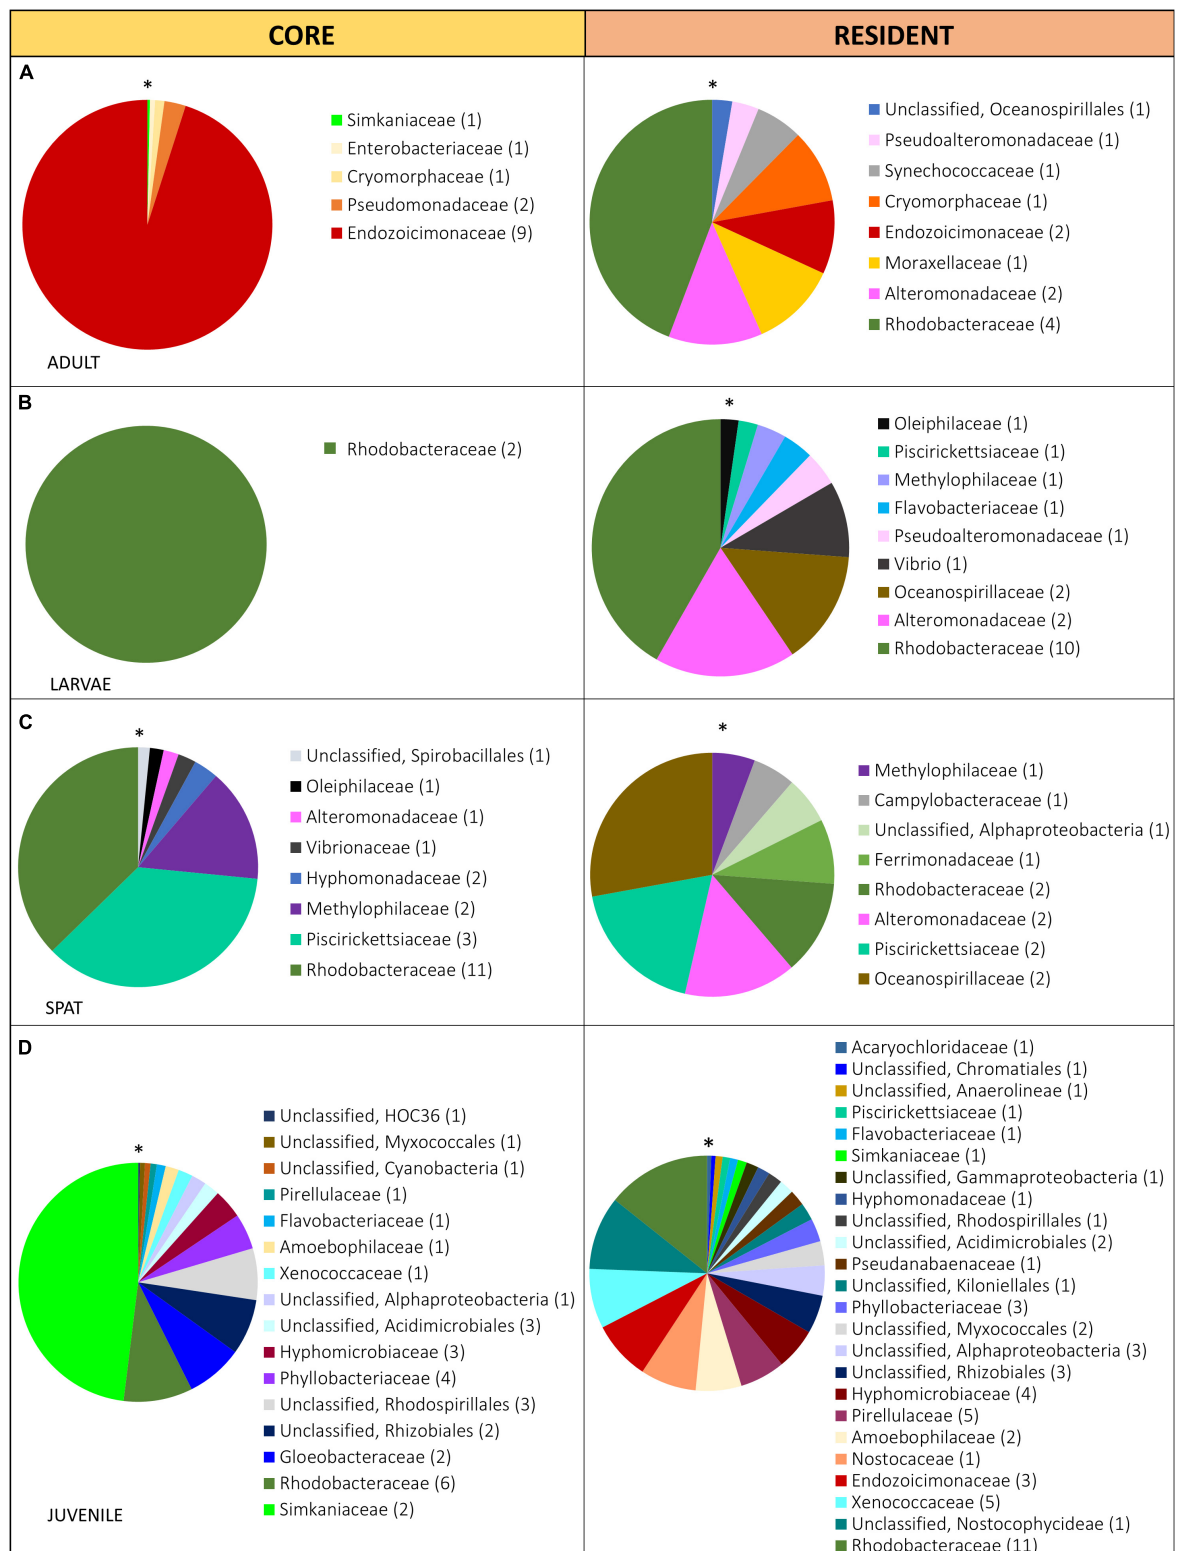 CORE
RESIDENT
A
*
Simkaniaceae (1)
Enterobacteriaceae (1)
Cryomorphaceae (1)
Pseudomonadaceae (2)
Endozoicimonaceae (9)
ADULT
*
Unclassified, Oceanospirillales (1)
Pseudoalteromonadaceae (1)
Synechococcaceae (1)
Cryomorphaceae (1)
Endozoicimonaceae (2)
Moraxellaceae (1)
Alteromonadaceae (2)
Rhodobacteraceae (4)
B
Rhodobacteraceae (2)
LARVAE
*
Oleiphilaceae (1)
Piscirickettsiaceae (1)
Methylophilaceae (1)
Flavobacteriaceae (1)
Pseudoalteromonadaceae (1)
Vibrio (1)
Oceanospirillaceae (2)
Alteromonadaceae (2)
Rhodobacteraceae (10)
C
*
Unclassified, Spirobacillales (1)
Oleiphilaceae (1)
Alteromonadaceae (1)
Vibrionaceae (1)
Hyphomonadaceae (2)
Methylophilaceae (2)
Piscirickettsiaceae (3)
Rhodobacteraceae (11)
SPAT
*
Methylophilaceae (1)
Campylobacteraceae (1)
Unclassified, Alphaproteobacteria (1)
Ferrimonadaceae (1)
Rhodobacteraceae (2)
Alteromonadaceae (2)
Piscirickettsiaceae (2)
Oceanospirillaceae (2)
D
*
Unclassified, HOC36 (1)
Unclassified, Myxococcales (1)
Unclassified, Cyanobacteria (1)
Pirellulaceae (1)
Flavobacteriaceae (1)
Amoebophilaceae (1)
Xenococcaceae (1)
Unclassified, Alphaproteobacteria (1)
Unclassified, Acidimicrobiales (3)
Hyphomicrobiaceae (3)
Phyllobacteriaceae (4)
Unclassified, Rhodospirillales (3)
Unclassified, Rhizobiales (2)
Gloeobacteraceae (2)
Rhodobacteraceae (6)
Simkaniaceae (2)
JUVENILE
*
Acaryochloridaceae (1)
Unclassified, Chromatiales (1)
Unclassified, Anaerolineae (1)
Piscirickettsiaceae (1)
Flavobacteriaceae (1)
Simkaniaceae (1)
Unclassified, Gammaproteobacteria (1)
Hyphomonadaceae (1)
Unclassified, Rhodospirillales (1)
Unclassified, Acidimicrobiales (2)
Pseudanabaenaceae (1)
Unclassified, Kiloniellales (1)
Phyllobacteriaceae (3)
Unclassified, Myxococcales (2)
Unclassified, Alphaproteobacteria (3)
Unclassified, Rhizobiales (3)
Hyphomicrobiaceae (4)
Pirellulaceae (5)
Amoebophilaceae (2)
Nostocaceae (1)
Endozoicimonaceae (3)
Xenococcaceae (5)
Unclassified, Nostocophycideae (1)
Rhodobacteraceae (11)